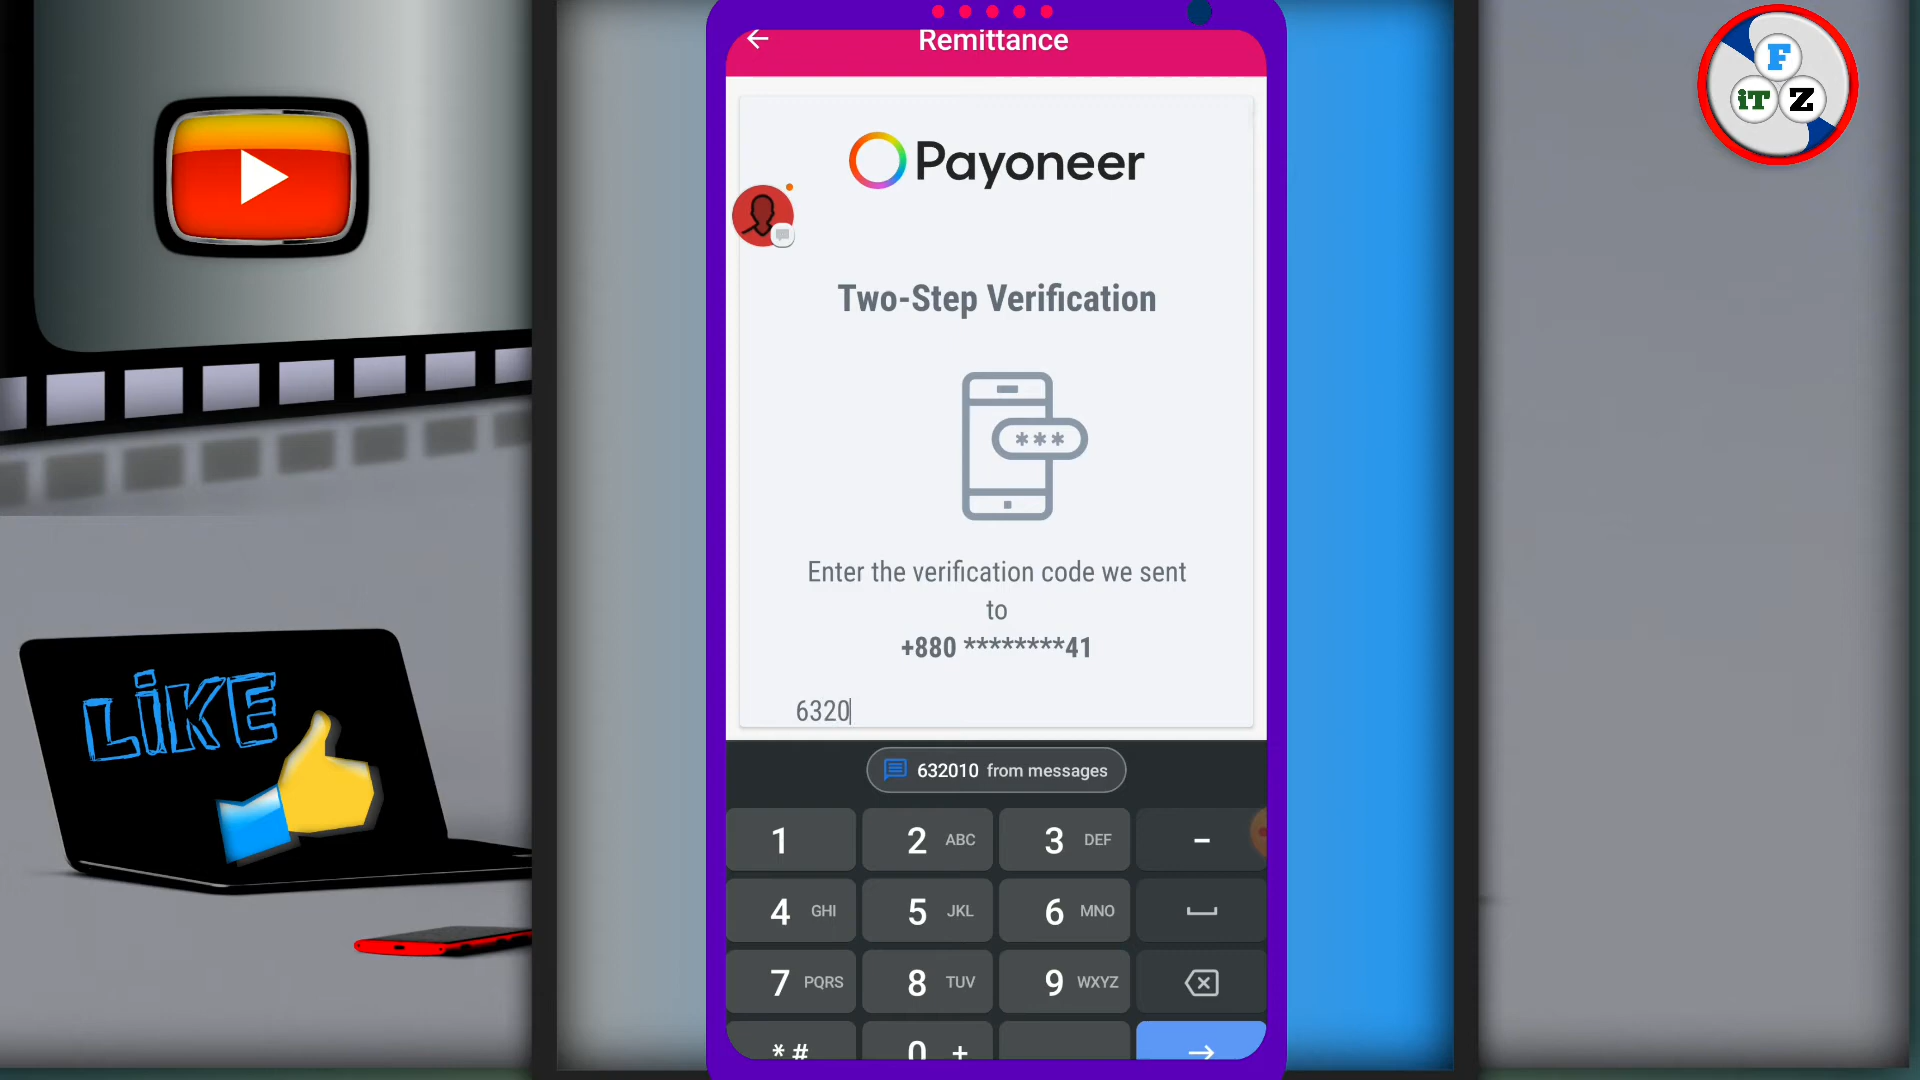 Remittance
F
iT Z
Payoneer
Two-Step Verification
***
Enter the verification code we sent
to
+880 ********41
6320
632010 from messages
LIKE
1
2 ABC
3 DEF
-
4 GHI
5 JKL
6 MNO
7 PQRS
8 TUV
9 WXYZ
* #
0 +